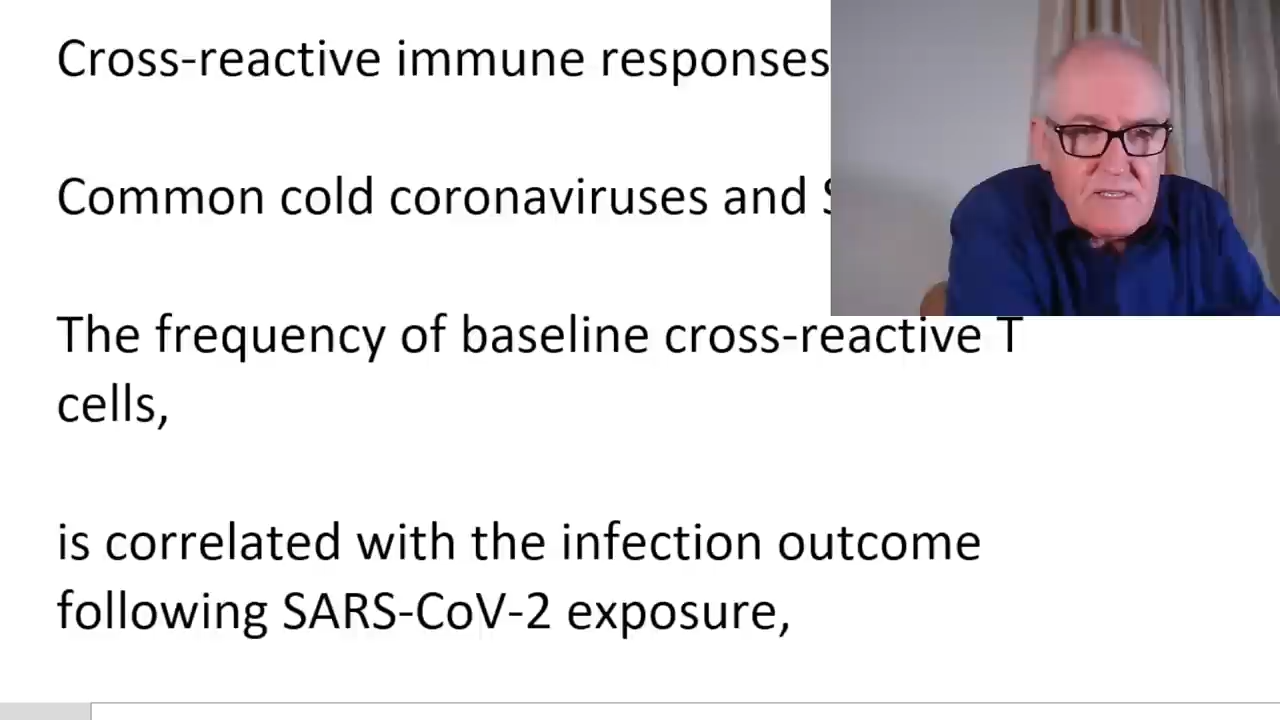 Cross-reactive immune responses
Common cold coronaviruses and
The frequency of baseline cross-reactive T
cells,
is correlated with the infection outcome
following SARS-CoV-2 exposure,